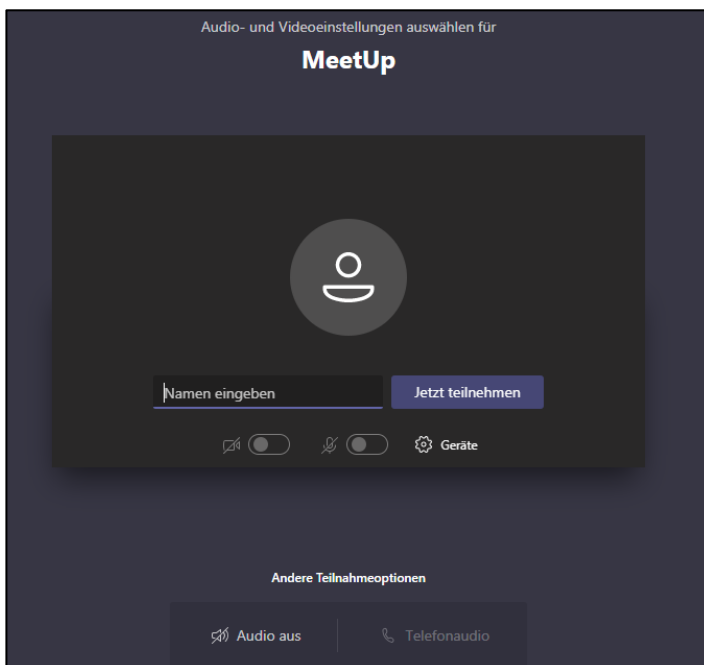 Audio- und Videoeinstellungen auswählen für
MeetUp
Namen eingeben
Jetzt teilnehmen
Geräte
Andere Teilnahmeoptionen
Audio aus
Telefonaudio